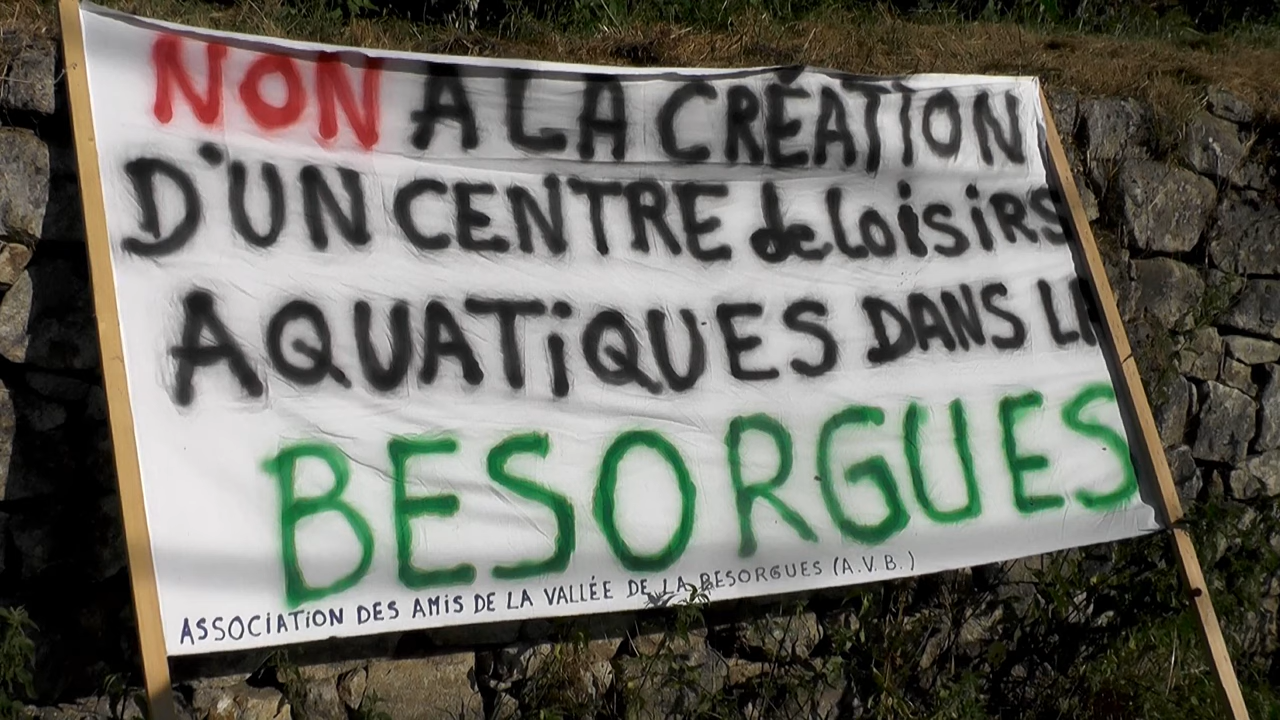 NON A LA CRÉATION
D'UN CENTRE de LoisiRS
AQUATiQUES DANS LA
BESORGUES
ASSOCiATION DES AMiS DE LA VALLÉE DE LA BESORGUES (A.V.B.)